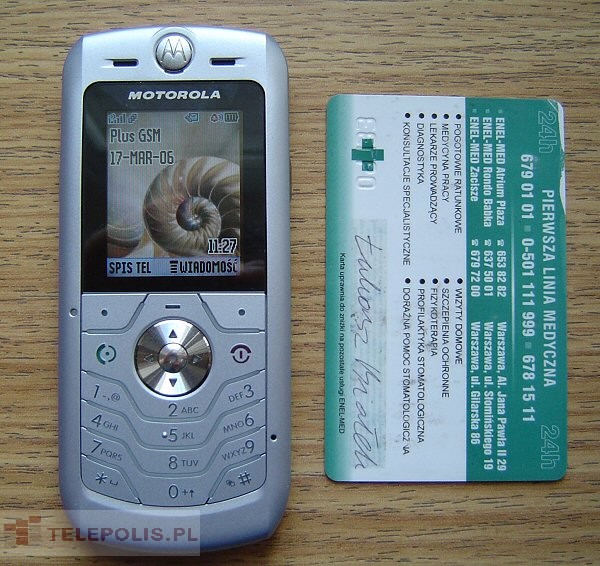 MOTOROLA
Plus GSM
17-MAR-06
11:27
SPIS TEL WIADOMOŚĆ
1-.@
2 ABC
DEF 3
4 GHI
5 JKL
MNO 6
7 PQRS
8 TUV
WXYZ 9
*
0 +
#
TELEPOLIS.PL
24h PIERWSZA LINIA MEDYCZNA 24h
679 01 01 ▪ 0-501 111 999 ▪ 678 15 11
▪ ENEL-MED Atrium Plaza ☎ 653 82 82 Warszawa, Al. Jana Pawła II 29
▪ ENEL-MED Rondo Babka ☎ 637 50 01 Warszawa, ul. Słomińskiego 19
▪ ENEL-MED Zacisze ☎ 679 72 00 Warszawa, ul. Gilarska 86
● POGOTOWIE RATUNKOWE ● WIZYTY DOMOWE
● MEDYCYNA PRACY ● SZCZEPIENIA OCHRONNE
● LEKARZE PROWADZĄCY ● FIZYKOTERAPIA
● DIAGNOSTYKA ● PROFILAKTYKA STOMATOLOGICZNA
● KONSULTACJE SPECJALISTYCZNE ● DORAŹNA POMOC STOMATOLOGICZNA
Łukasz
Karta uprawnia do zniżki na pozostałe usługi ENEL-MED